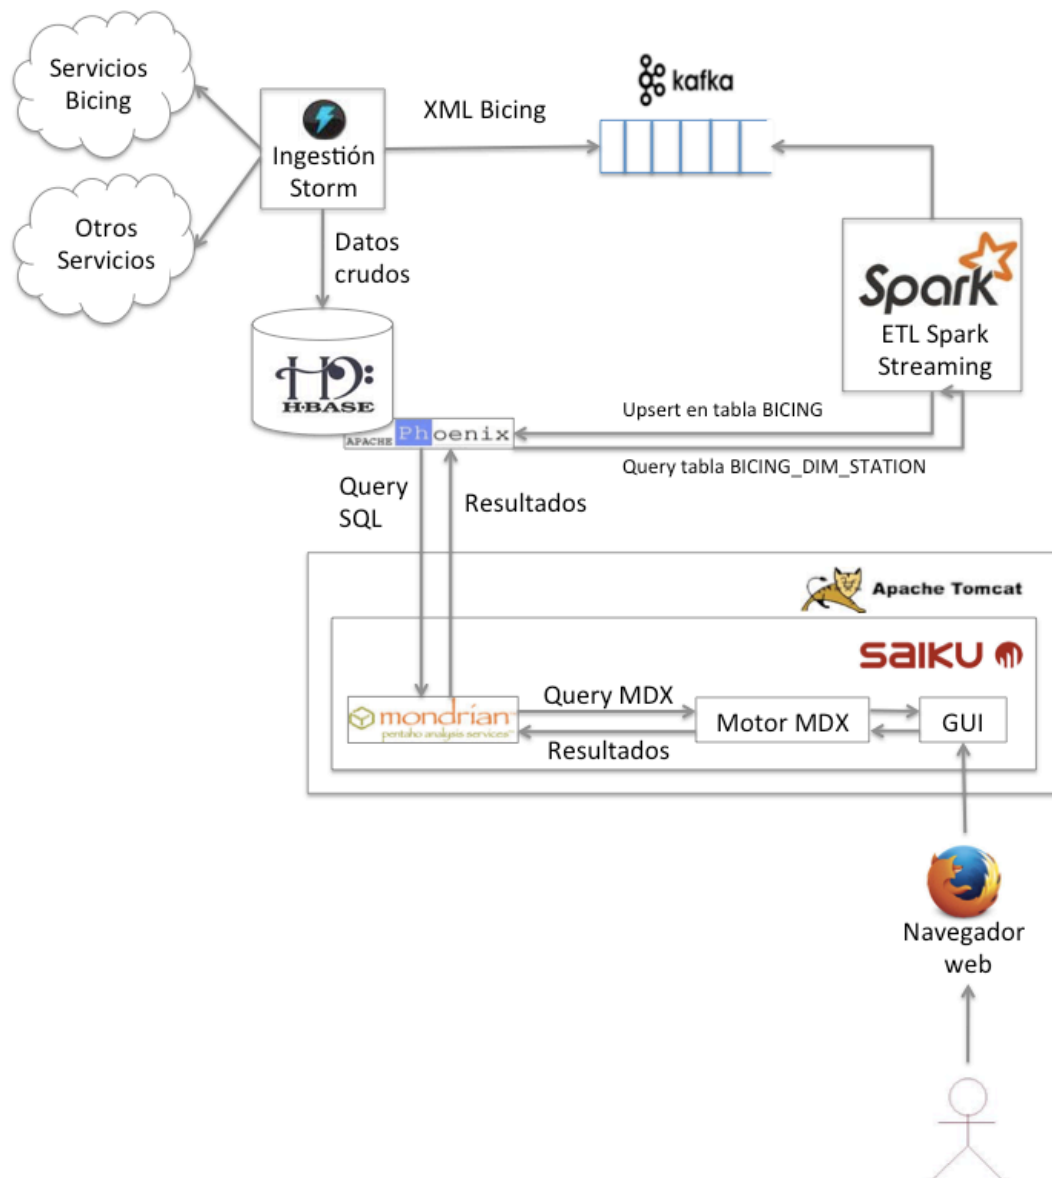 Servicios
Bicing
Otros
Servicios
Ingestión
Storm
XML Bicing
kafka
Datos
crudos
H·BASE
APACHE Phoenix
Spark
ETL Spark
Streaming
Upsert en tabla BICING
Query tabla BICING_DIM_STATION
Query
SQL
Resultados
Apache Tomcat
saiku
mondrian
pentaho analysis services™
Query MDX
Resultados
Motor MDX
GUI
Navegador
web